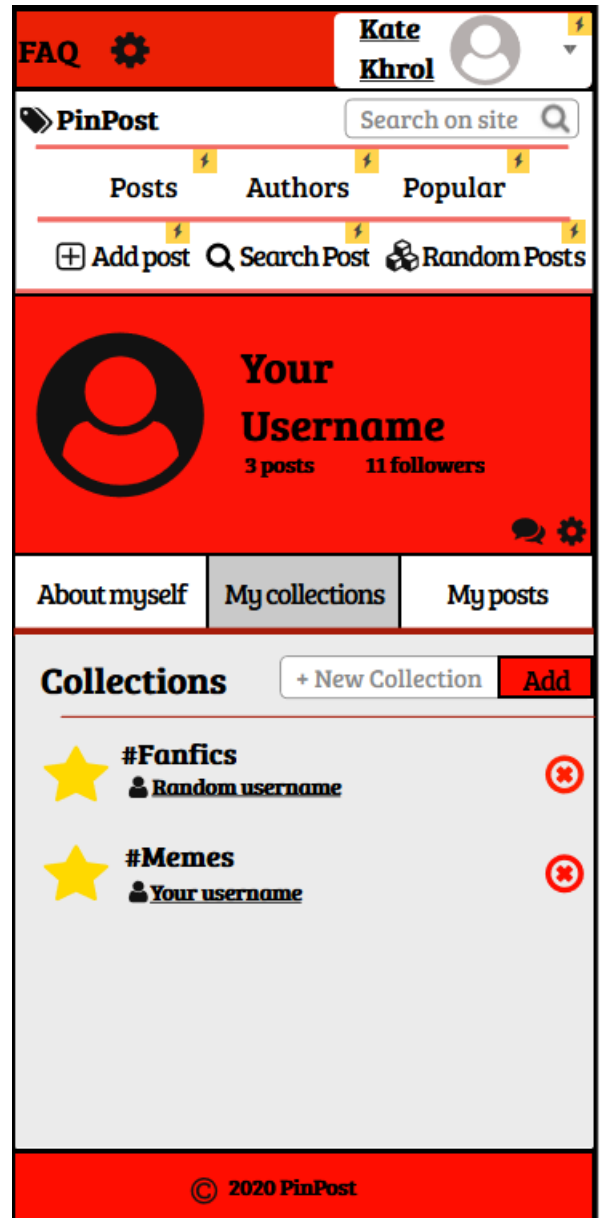 FAQ
Kate
Khrol
PinPost
Search on site
Posts Authors Popular
Add post Search Post Random Posts
Your
Username
3 posts 11 followers
About myself My collections My posts
Collections
+ New Collection Add
#Fanfics
Random username
#Memes
Your username
© 2020 PinPost